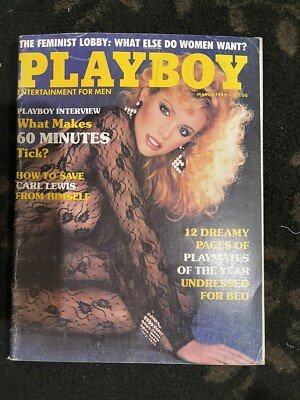 THE FEMINIST LOBBY: WHAT ELSE DO WOMEN WANT?
PLAYBOY
ENTERTAINMENT FOR MEN
MARCH
PLAYBOY INTERVIEW
What Makes
60 MINUTES
Tick?
HOW TO SAVE
CARL LEWIS
FROM HIMSELF
12 DREAMY
PAGES OF
PLAYMATES
OF THE YEAR
UNDRESSED
FOR BED